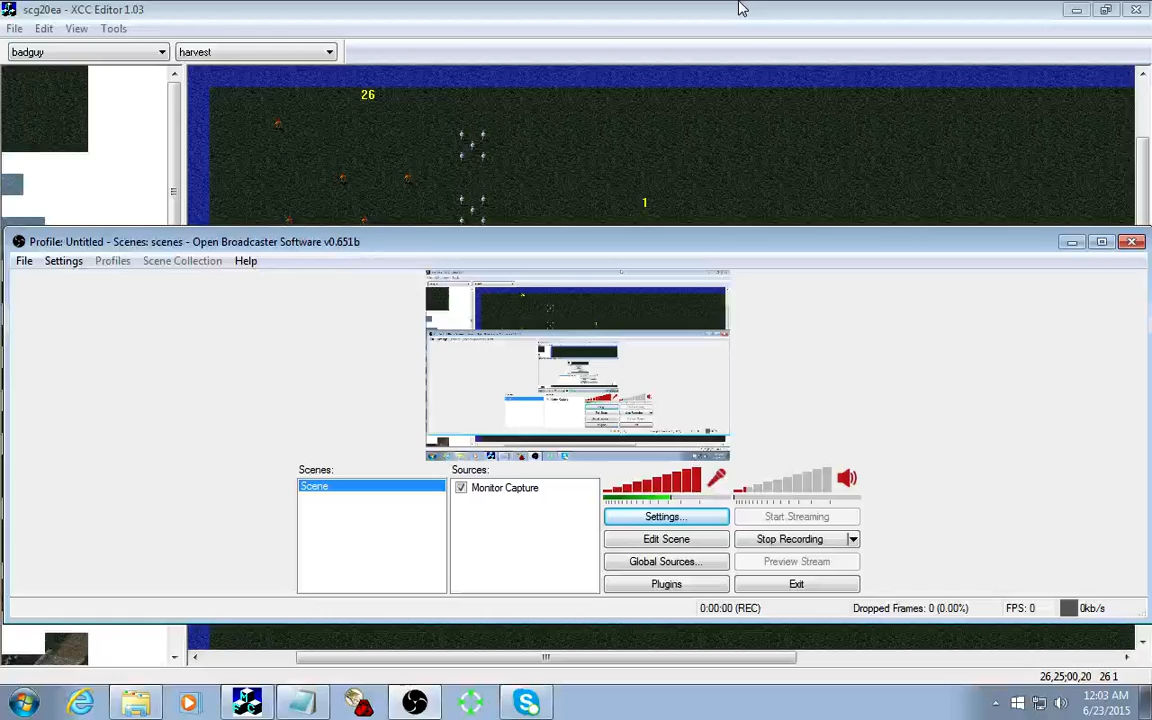 scg20ea - XCC Editor 1.03
File Edit View Tools
badguy harvest
26
1
Profile: Untitled - Scenes: scenes - Open Broadcaster Software v0.651b
File Settings Profiles Scene Collection Help
Scenes: Sources:
Scene Monitor Capture
Settings... Start Streaming
Edit Scene Stop Recording
Global Sources... Preview Stream
Plugins Exit
0:00:00 (REC) Dropped Frames: 0 (0.00%) FPS: 0 0kb/s
26,25;00,20 26 1
12:03 AM
6/23/2015